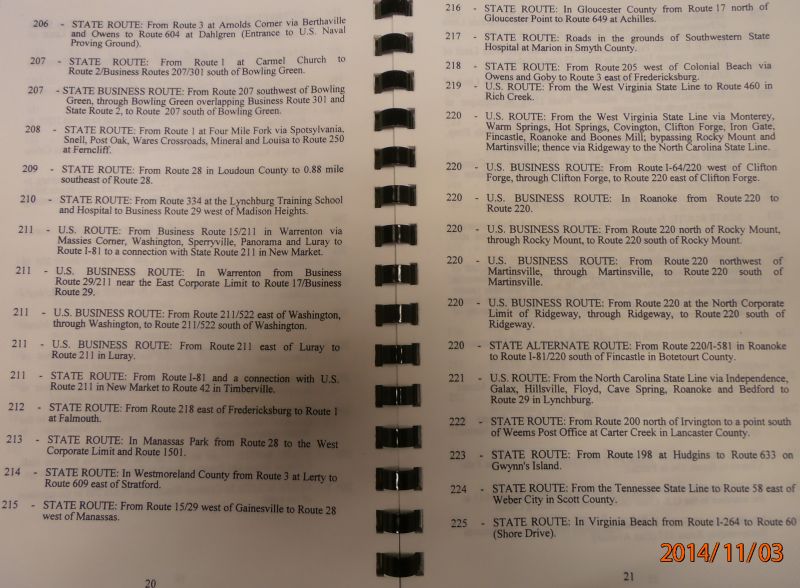 206 - STATE ROUTE: From Route 3 at Arnolds Corner via Berthaville
and Owens to Route 604 at Dahlgren (Entrance to U.S. Naval
Proving Ground).
207 - STATE ROUTE: From Route 1 at Carmel Church to
Route 2/Business Routes 207/301 south of Bowling Green.
207 - STATE BUSINESS ROUTE: From Route 207 southwest of Bowling
Green, through Bowling Green overlapping Business Route 301 and
State Route 2, to Route 207 south of Bowling Green.
208 - STATE ROUTE: From Route 1 at Four Mile Fork via Spotsylvania,
Snell, Post Oak, Wares Crossroads, Mineral and Louisa to Route 250
at Ferncliff.
209 - STATE ROUTE: From Route 28 in Loudoun County to 0.88 mile
southeast of Route 28.
210 - STATE ROUTE: From Route 334 at the Lynchburg Training School
and Hospital to Business Route 29 west of Madison Heights.
211 - U.S. ROUTE: From Business Route 15/211 in Warrenton via
Massies Corner, Washington, Sperryville, Panorama and Luray to
Route I-81 to a connection with State Route 211 in New Market.
211 - U.S. BUSINESS ROUTE: In Warrenton from Business
Route 29/211 near the East Corporate Limit to Route 17/Business
Route 29.
211 - U.S. BUSINESS ROUTE: From Route 211/522 east of Washington,
through Washington, to Route 211/522 south of Washington.
211 - U.S. BUSINESS ROUTE: From Route 211 east of Luray to
Route 211 in Luray.
211 - STATE ROUTE: From Route I-81 and a connection with U.S.
Route 211 in New Market to Route 42 in Timberville.
212 - STATE ROUTE: From Route 218 east of Fredericksburg to Route 1
at Falmouth.
213 - STATE ROUTE: In Manassas Park from Route 28 to the West
Corporate Limit and Route 1501.
214 - STATE ROUTE: In Westmoreland County from Route 3 at Lerty to
Route 609 east of Stratford.
215 - STATE ROUTE: From Route 15/29 west of Gainesville to Route 28
west of Manassas.
20
216 - STATE ROUTE: In Gloucester County from Route 17 north of
Gloucester Point to Route 649 at Achilles.
217 - STATE ROUTE: Roads in the grounds of Southwestern State
Hospital at Marion in Smyth County.
218 - STATE ROUTE: From Route 205 west of Colonial Beach via
Owens and Goby to Route 3 east of Fredericksburg.
219 - U.S. ROUTE: From the West Virginia State Line to Route 460 in
Rich Creek.
220 - U.S. ROUTE: From the West Virginia State Line via Monterey,
Warm Springs, Hot Springs, Covington, Clifton Forge, Iron Gate,
Fincastle, Roanoke and Boones Mill; bypassing Rocky Mount and
Martinsville; thence via Ridgeway to the North Carolina State Line.
220 - U.S. BUSINESS ROUTE: From Route I-64/220 west of Clifton
Forge, through Clifton Forge, to Route 220 east of Clifton Forge.
220 - U.S. BUSINESS ROUTE: In Roanoke from Route 220 to
Route 220.
220 - U.S. BUSINESS ROUTE: From Route 220 north of Rocky Mount,
through Rocky Mount, to Route 220 south of Rocky Mount.
220 - U.S. BUSINESS ROUTE: From Route 220 northwest of
Martinsville, through Martinsville, to Route 220 south of
Martinsville.
220 - U.S. BUSINESS ROUTE: From Route 220 at the North Corporate
Limit of Ridgeway, through Ridgeway, to Route 220 south of
Ridgeway.
220 - STATE ALTERNATE ROUTE: From Route 220/I-581 in Roanoke
to Route I-81/220 south of Fincastle in Botetourt County.
221 - U.S. ROUTE: From the North Carolina State Line via Independence,
Galax, Hillsville, Floyd, Cave Spring, Roanoke and Bedford to
Route 29 in Lynchburg.
222 - STATE ROUTE: From Route 200 north of Irvington to a point south
of Weems Post Office at Carter Creek in Lancaster County.
223 - STATE ROUTE: From Route 198 at Hudgins to Route 633 on
Gwynn's Island.
224 - STATE ROUTE: From the Tennessee State Line to Route 58 east of
Weber City in Scott County.
225 - STATE ROUTE: In Virginia Beach from Route I-264 to Route 60
(Shore Drive).
21
2014/11/03